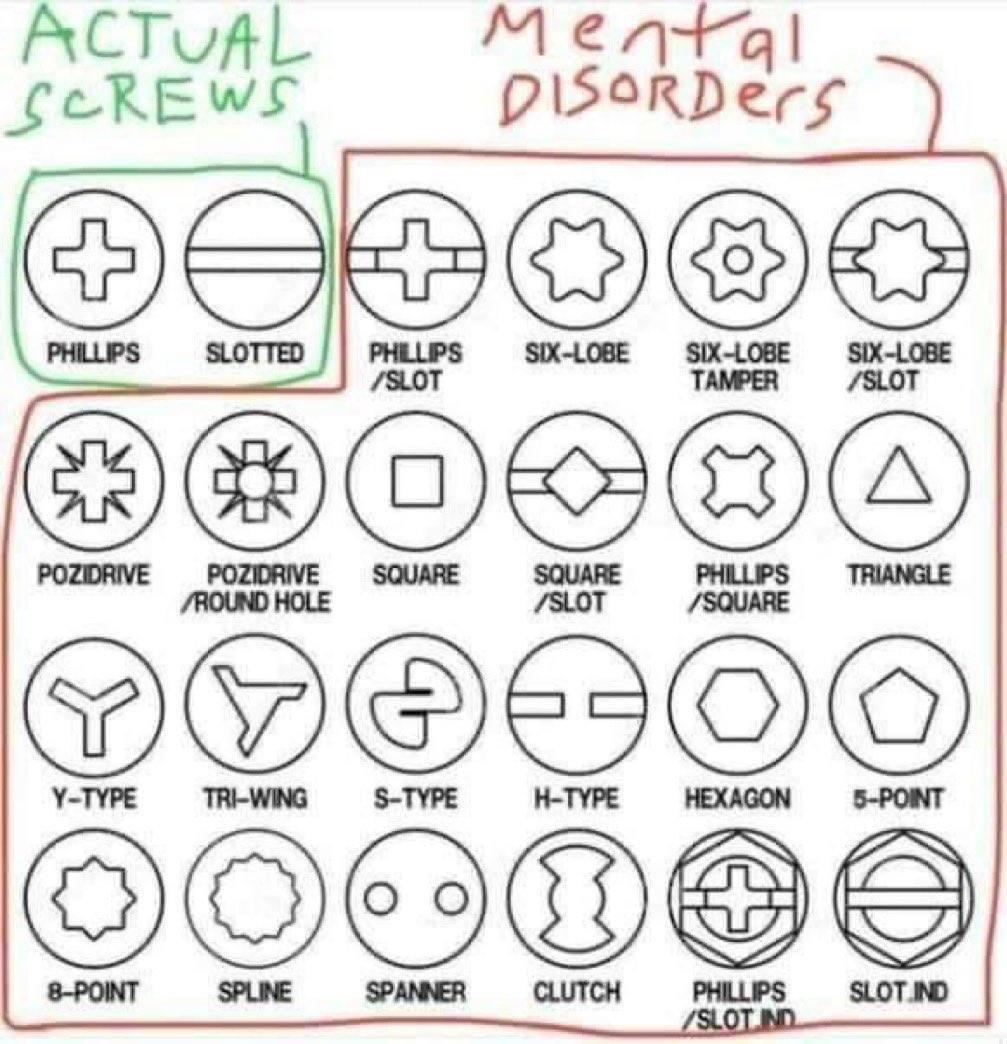 ACTUAL
SCREWS
Mental
DISORDers
PHILLIPS
SLOTTED
PHILLIPS
/SLOT
SIX-LOBE
SIX-LOBE
TAMPER
SIX-LOBE
/SLOT
POZIDRIVE
POZIDRIVE
/ROUND HOLE
SQUARE
SQUARE
/SLOT
PHILLIPS
/SQUARE
TRIANGLE
Y-TYPE
TRI-WING
S-TYPE
H-TYPE
HEXAGON
5-POINT
8-POINT
SPLINE
SPANNER
CLUTCH
PHILLIPS
/SLOT.IND
SLOT.IND